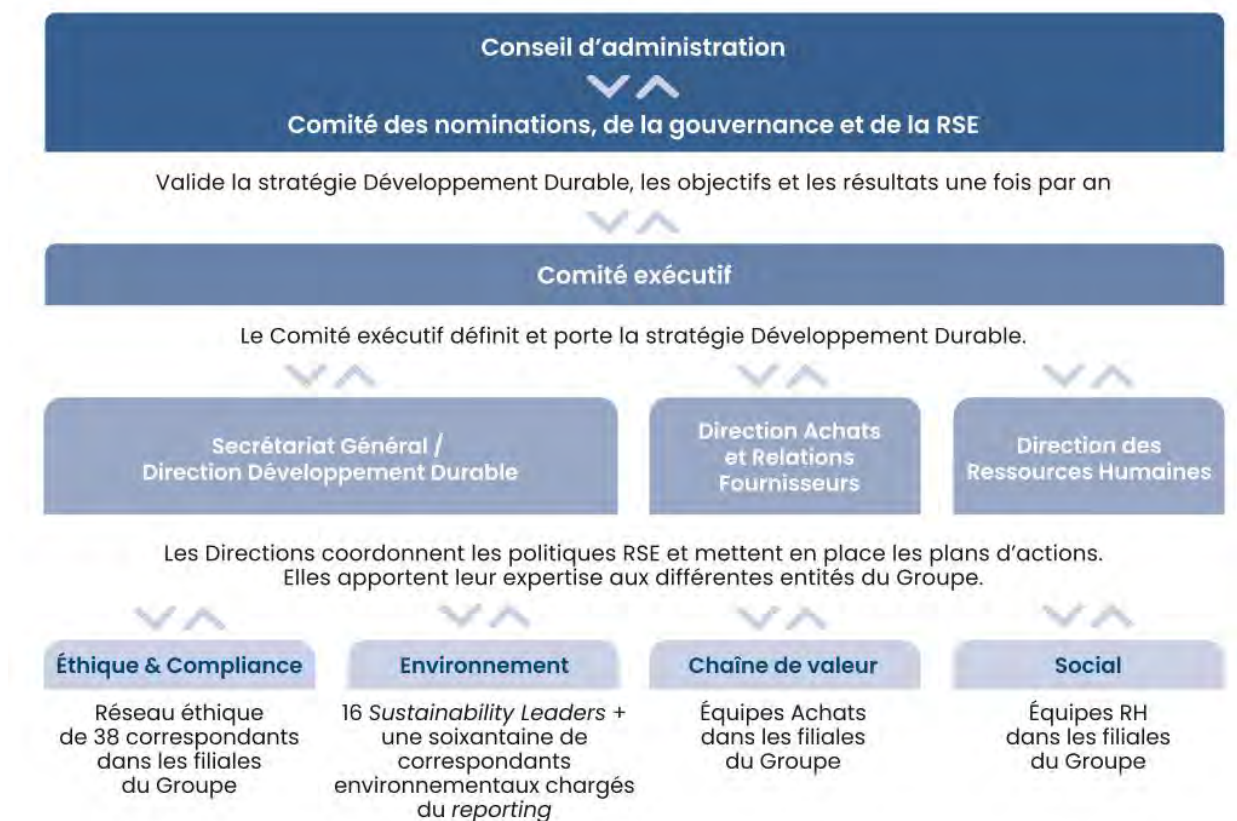 Conseil d’administration
Comité des nominations, de la gouvernance et de la RSE
Valide la stratégie Développement Durable, les objectifs et les résultats une fois par an
Comité exécutif
Le Comité exécutif définit et porte la stratégie Développement Durable.
Secrétariat Général /
Direction Développement Durable
Direction Achats
et Relations
Fournisseurs
Direction des
Ressources Humaines
Les Directions coordonnent les politiques RSE et mettent en place les plans d’actions.
Elles apportent leur expertise aux différentes entités du Groupe.
Éthique & Compliance
Réseau éthique
de 38 correspondants
dans les filiales
du Groupe
Environnement
16 Sustainability Leaders +
une soixantaine de
correspondants
environnementaux chargés
du reporting
Chaîne de valeur
Équipes Achats
dans les filiales
du Groupe
Social
Équipes RH
dans les filiales
du Groupe